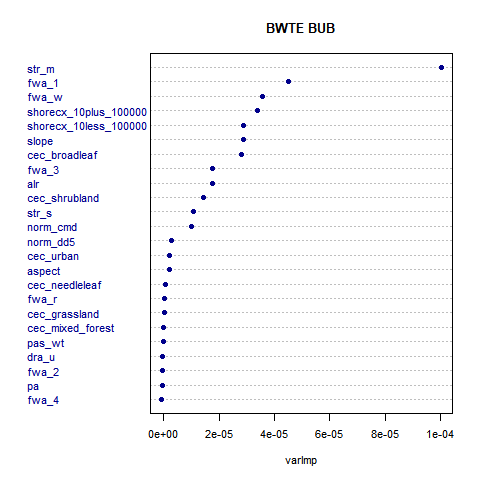 BWTE BUB
str_m
fwa_1
fwa_w
shorecx_10plus_100000
shorecx_10less_100000
slope
cec_broadleaf
fwa_3
alr
cec_shrubland
str_s
norm_cmd
norm_dd5
cec_urban
aspect
cec_needleleaf
fwa_r
cec_grassland
cec_mixed_forest
pas_wt
dra_u
fwa_2
pa
fwa_4
0e+00 2e-05 4e-05 6e-05 8e-05 1e-04
varImp